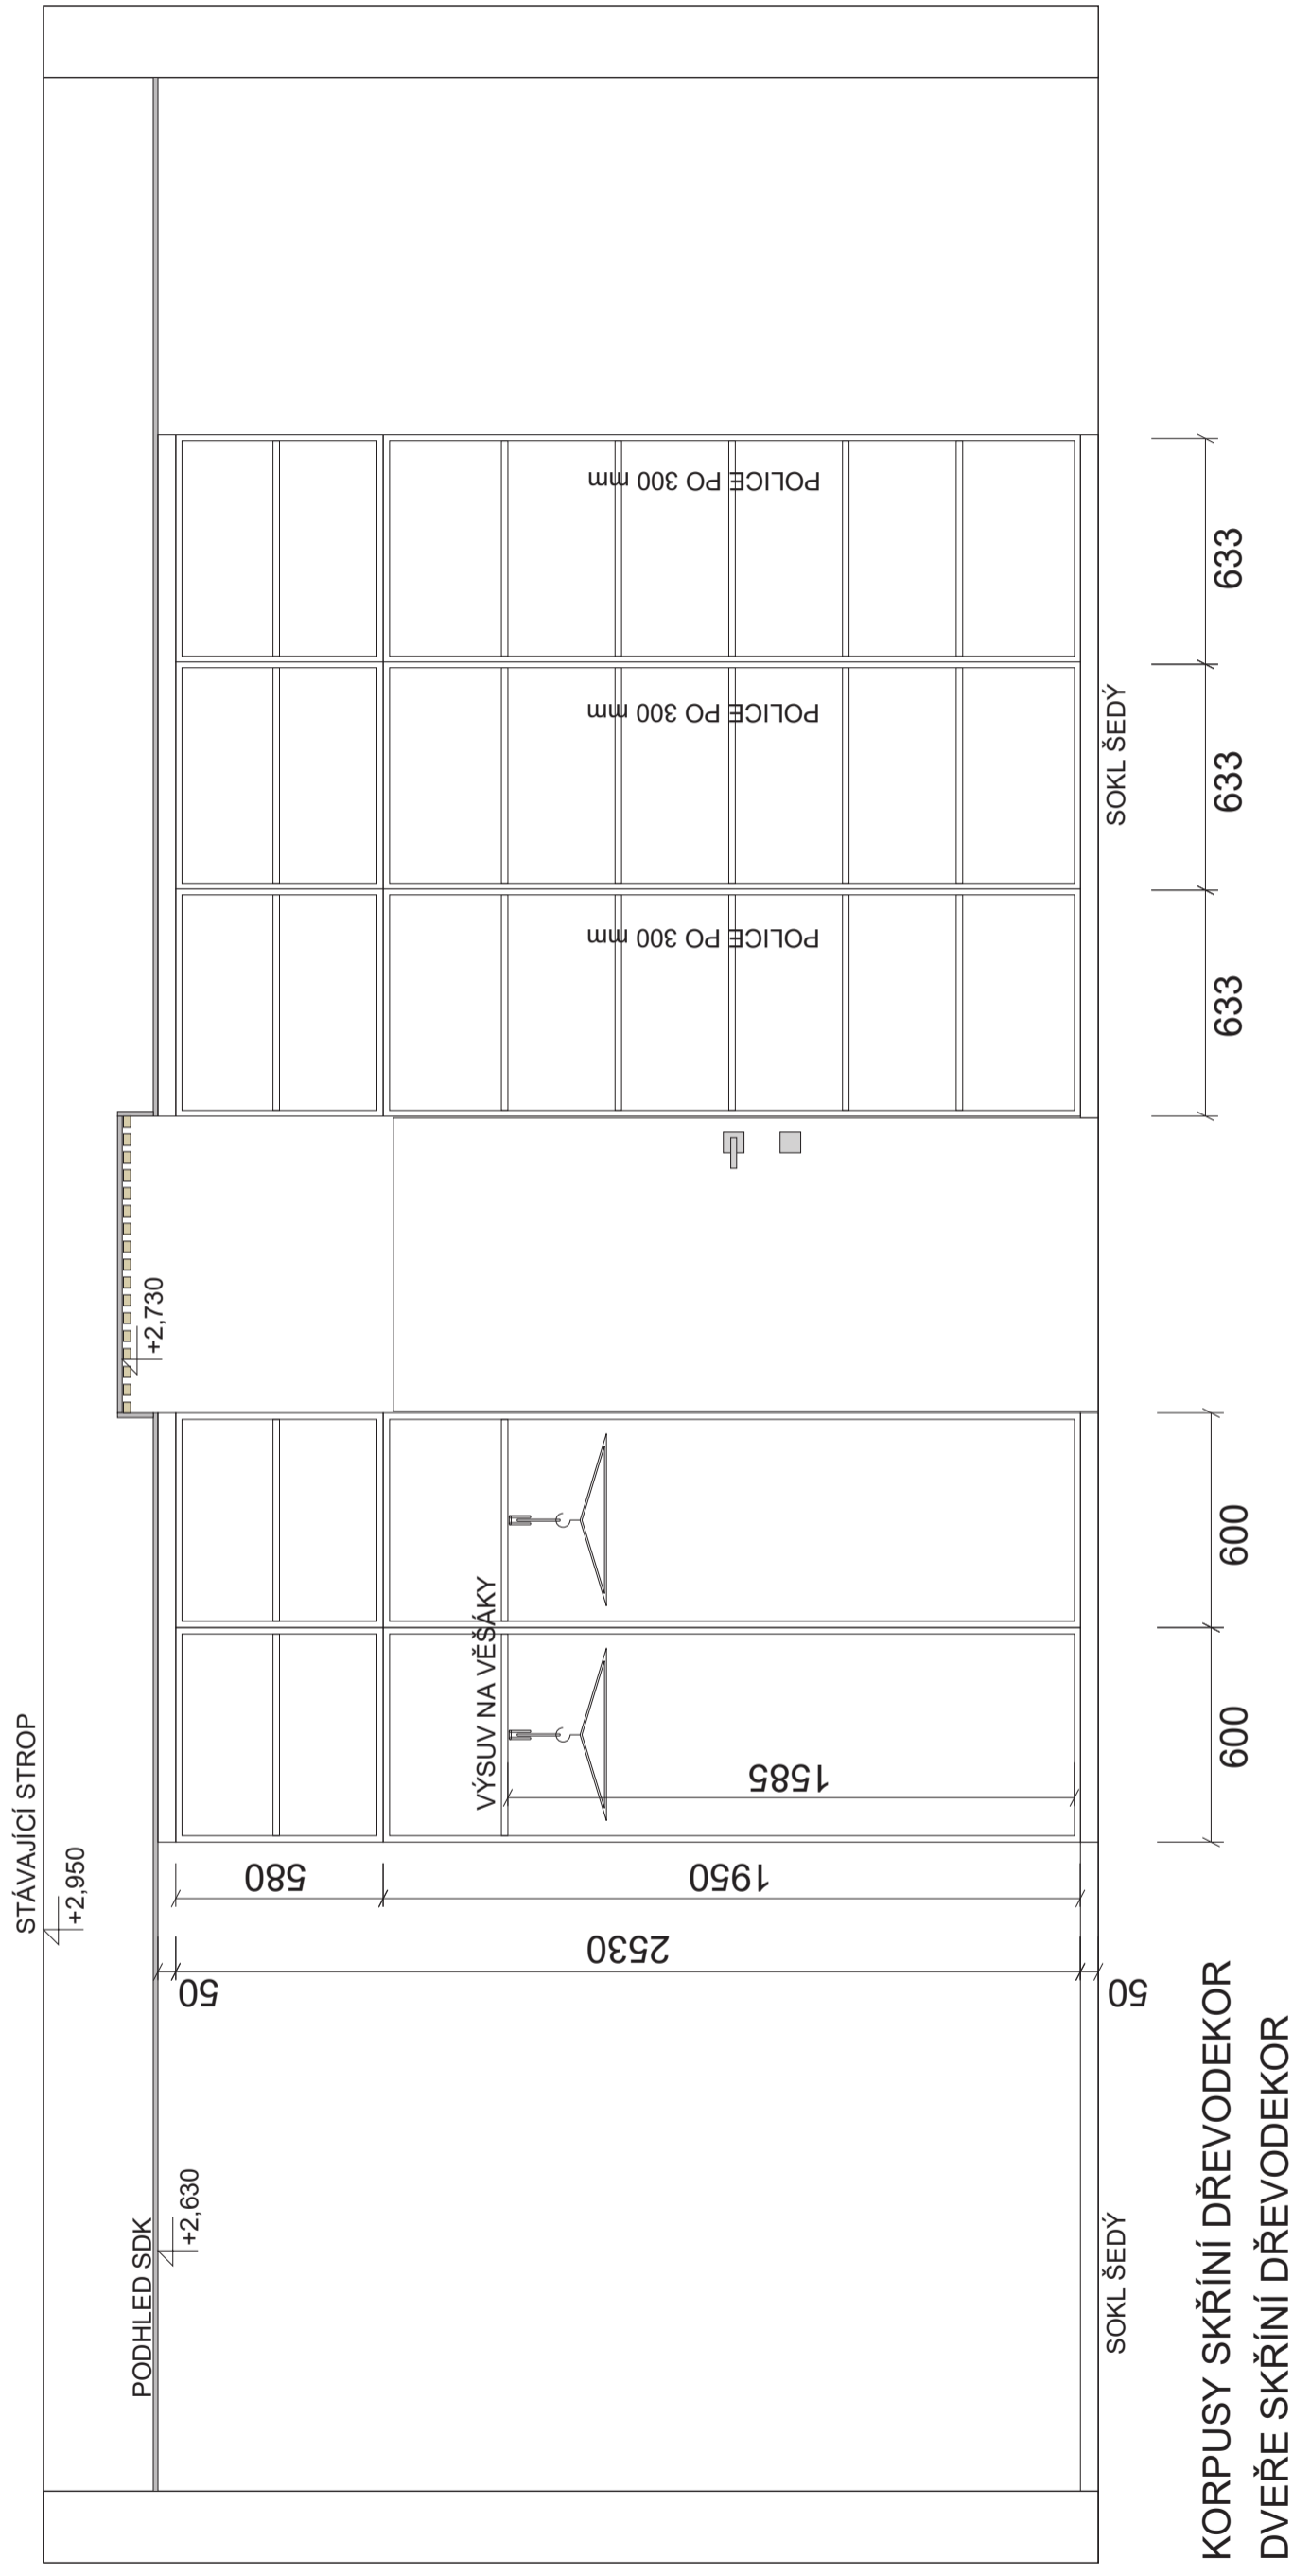 STÁVAJÍCÍ STROP
+2,950
PODHLED SDK
+2,630
+2,730
50
2530
50
580
1950
1585
VÝSUV NA VĚŠÁKY
POLICE PO 300 mm
POLICE PO 300 mm
POLICE PO 300 mm
SOKL ŠEDÝ
SOKL ŠEDÝ
600
600
633
633
633
KORPUSY SKŘÍNÍ DŘEVODEKOR
DVEŘE SKŘÍNÍ DŘEVODEKOR